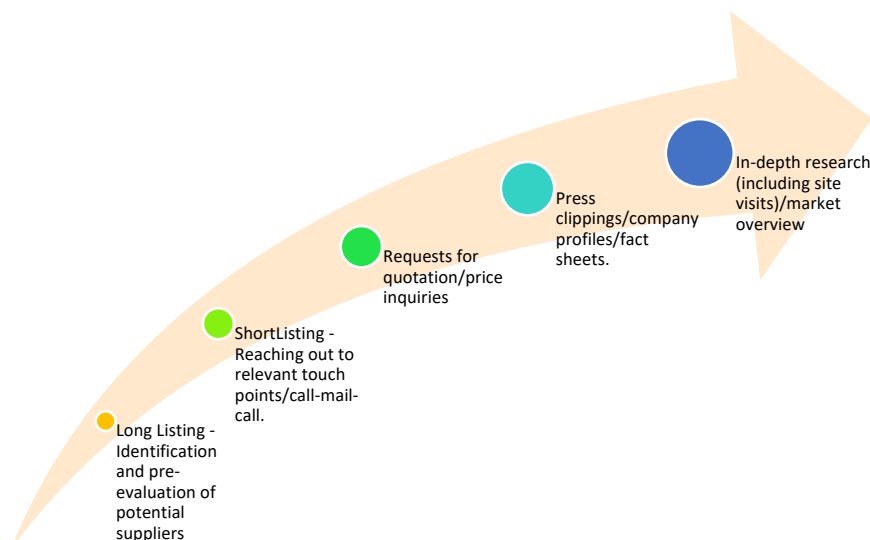 Long Listing -
Identification
and pre-
evaluation of
potential
suppliers
ShortListing -
Reaching out to
relevant touch
points/call-mail-
call.
Requests for
quotation/price
inquiries
Press
clippings/company
profiles/fact
sheets.
In-depth research
(including site
visits)/market
overview